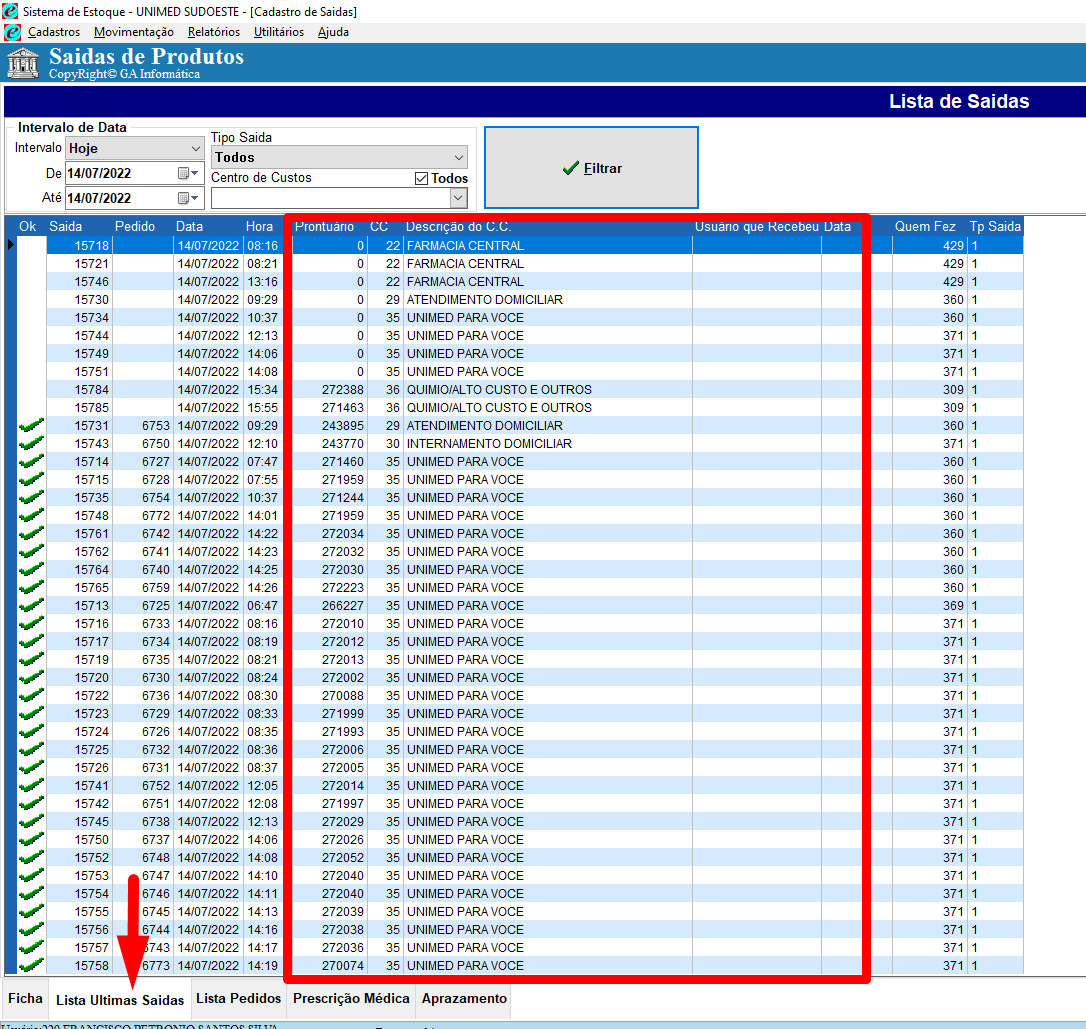 Sistema de Estoque - UNIMED SUDOESTE - [Cadastro de Saidas]
Cadastros Movimentação Relatórios Utilitários Ajuda
Saidas de Produtos
CopyRight© GA Informática
Lista de Saidas
Intervalo de Data
Intervalo Hoje
De 14/07/2022
Até 14/07/2022
Tipo Saida
Todos
Centro de Custos Todos
Filtrar
Ok Saida Pedido Data Hora Prontuário CC Descrição do C.C. Usuário que Recebeu Data Quem Fez Tp Saida
15718 14/07/2022 08:16 0 22 FARMACIA CENTRAL 429 1
15721 14/07/2022 08:21 0 22 FARMACIA CENTRAL 429 1
15746 14/07/2022 13:16 0 22 FARMACIA CENTRAL 429 1
15730 14/07/2022 09:29 0 29 ATENDIMENTO DOMICILIAR 360 1
15734 14/07/2022 10:37 0 35 UNIMED PARA VOCE 360 1
15744 14/07/2022 12:13 0 35 UNIMED PARA VOCE 371 1
15749 14/07/2022 14:06 0 35 UNIMED PARA VOCE 371 1
15751 14/07/2022 14:08 0 35 UNIMED PARA VOCE 371 1
15784 14/07/2022 15:34 272388 36 QUIMIO/ALTO CUSTO E OUTROS 309 1
15785 14/07/2022 15:55 271463 36 QUIMIO/ALTO CUSTO E OUTROS 309 1
15731 6753 14/07/2022 09:29 243895 29 ATENDIMENTO DOMICILIAR 360 1
15743 6750 14/07/2022 12:10 243770 30 INTERNAMENTO DOMICILIAR 371 1
15714 6727 14/07/2022 07:47 271460 35 UNIMED PARA VOCE 360 1
15715 6728 14/07/2022 07:55 271959 35 UNIMED PARA VOCE 360 1
15735 6754 14/07/2022 10:37 271244 35 UNIMED PARA VOCE 360 1
15748 6772 14/07/2022 14:01 271959 35 UNIMED PARA VOCE 360 1
15761 6742 14/07/2022 14:22 272034 35 UNIMED PARA VOCE 360 1
15762 6741 14/07/2022 14:23 272032 35 UNIMED PARA VOCE 360 1
15764 6740 14/07/2022 14:25 272030 35 UNIMED PARA VOCE 360 1
15765 6759 14/07/2022 14:26 272223 35 UNIMED PARA VOCE 360 1
15713 6725 14/07/2022 06:47 266227 35 UNIMED PARA VOCE 369 1
15716 6733 14/07/2022 08:16 272010 35 UNIMED PARA VOCE 371 1
15717 6734 14/07/2022 08:19 272012 35 UNIMED PARA VOCE 371 1
15719 6735 14/07/2022 08:21 272013 35 UNIMED PARA VOCE 371 1
15720 6730 14/07/2022 08:24 272002 35 UNIMED PARA VOCE 371 1
15722 6736 14/07/2022 08:30 270088 35 UNIMED PARA VOCE 371 1
15723 6729 14/07/2022 08:33 271999 35 UNIMED PARA VOCE 371 1
15724 6726 14/07/2022 08:35 271993 35 UNIMED PARA VOCE 371 1
15725 6732 14/07/2022 08:36 272006 35 UNIMED PARA VOCE 371 1
15726 6731 14/07/2022 08:37 272005 35 UNIMED PARA VOCE 371 1
15741 6752 14/07/2022 12:05 272014 35 UNIMED PARA VOCE 371 1
15742 6751 14/07/2022 12:08 271997 35 UNIMED PARA VOCE 371 1
15745 6738 14/07/2022 12:13 272029 35 UNIMED PARA VOCE 371 1
15750 6737 14/07/2022 14:06 272026 35 UNIMED PARA VOCE 371 1
15752 6748 14/07/2022 14:08 272052 35 UNIMED PARA VOCE 371 1
15753 6747 14/07/2022 14:10 272040 35 UNIMED PARA VOCE 371 1
15754 6746 14/07/2022 14:11 272040 35 UNIMED PARA VOCE 371 1
15755 6745 14/07/2022 14:13 272039 35 UNIMED PARA VOCE 371 1
15756 6744 14/07/2022 14:16 272038 35 UNIMED PARA VOCE 371 1
15757 6743 14/07/2022 14:17 272036 35 UNIMED PARA VOCE 371 1
15758 6773 14/07/2022 14:19 270074 35 UNIMED PARA VOCE 371 1
Ficha Lista Ultimas Saidas Lista Pedidos Prescrição Médica Aprazamento
Usuário:229 FRANCISCO PETRONIO SANTOS SILVA